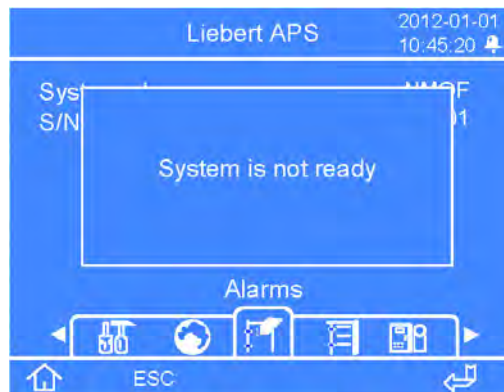 Liebert APS
2012-01-01
10:45:20
S/N
System is not ready
Alarms
ESC